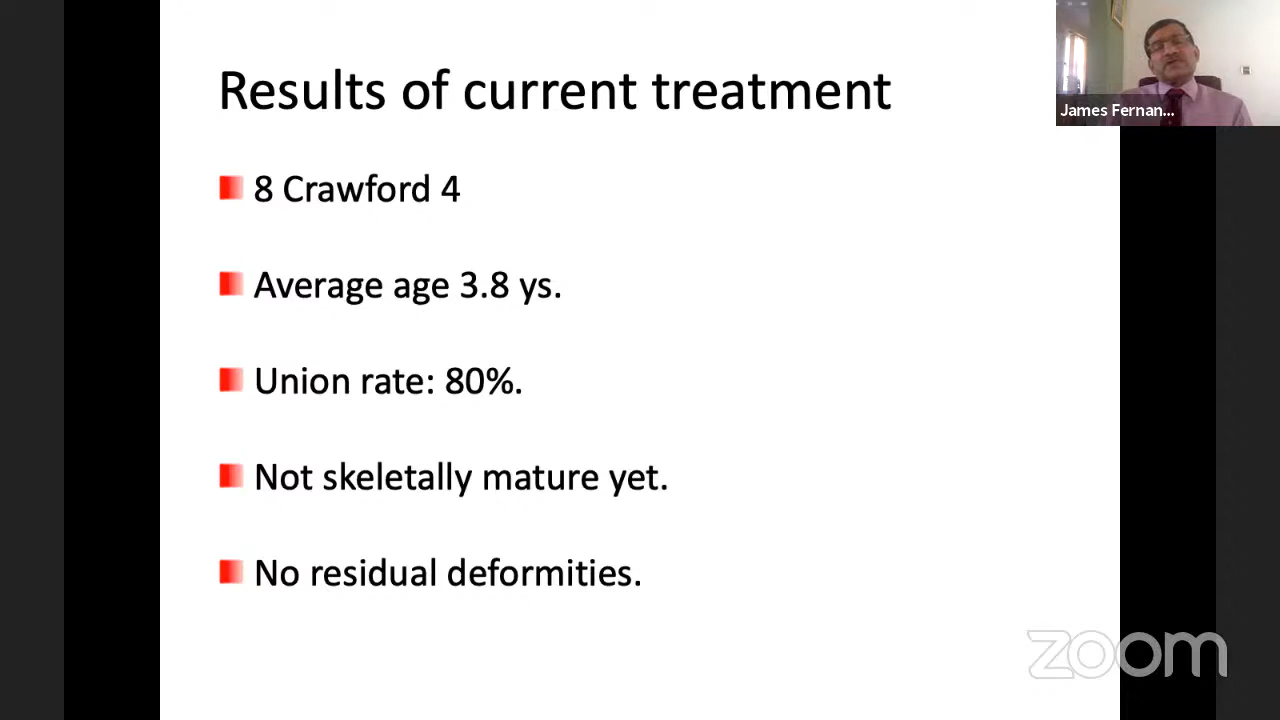 Results of current treatment
8 Crawford 4
Average age 3.8 ys.
Union rate: 80%.
Not skeletally mature yet.
No residual deformities.
James Fernan...
zoom